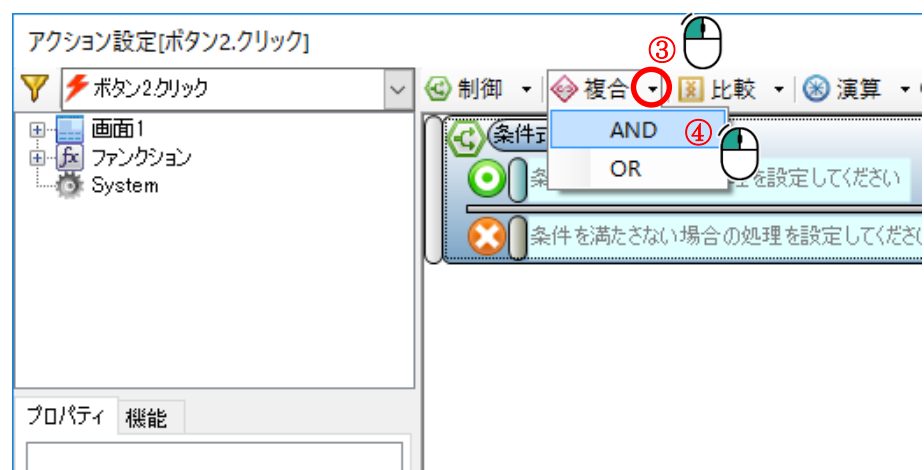 アクション設定[ボタン2.クリック]
③
ボタン2.クリック
制御 複合 比較 演算
画面1
ファンクション
System
条件式
AND ④
OR
を設定してください
条件を満たさない場合の処理を設定してくださ
プロパティ 機能